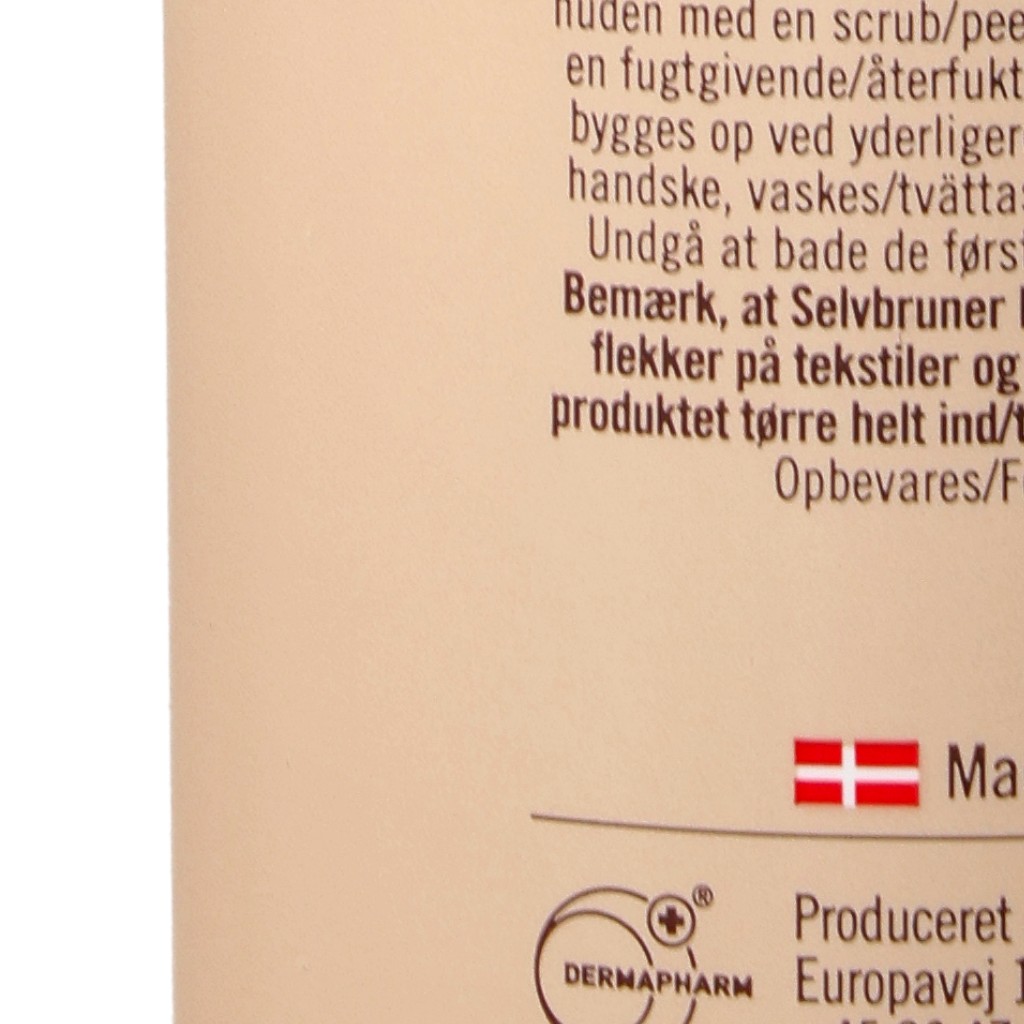 huden med en scrub/pee
en fugtgivende/återfukt
bygges op ved yderliger
handske, vaskes/tvätta
Undgå at bade de førs
Bemærk, at Selvbruner
flekker på tekstiler og
produktet tørre helt ind/t
Opbevares/F
Ma
®
DERMAPHARM
Produceret
Europavej 1